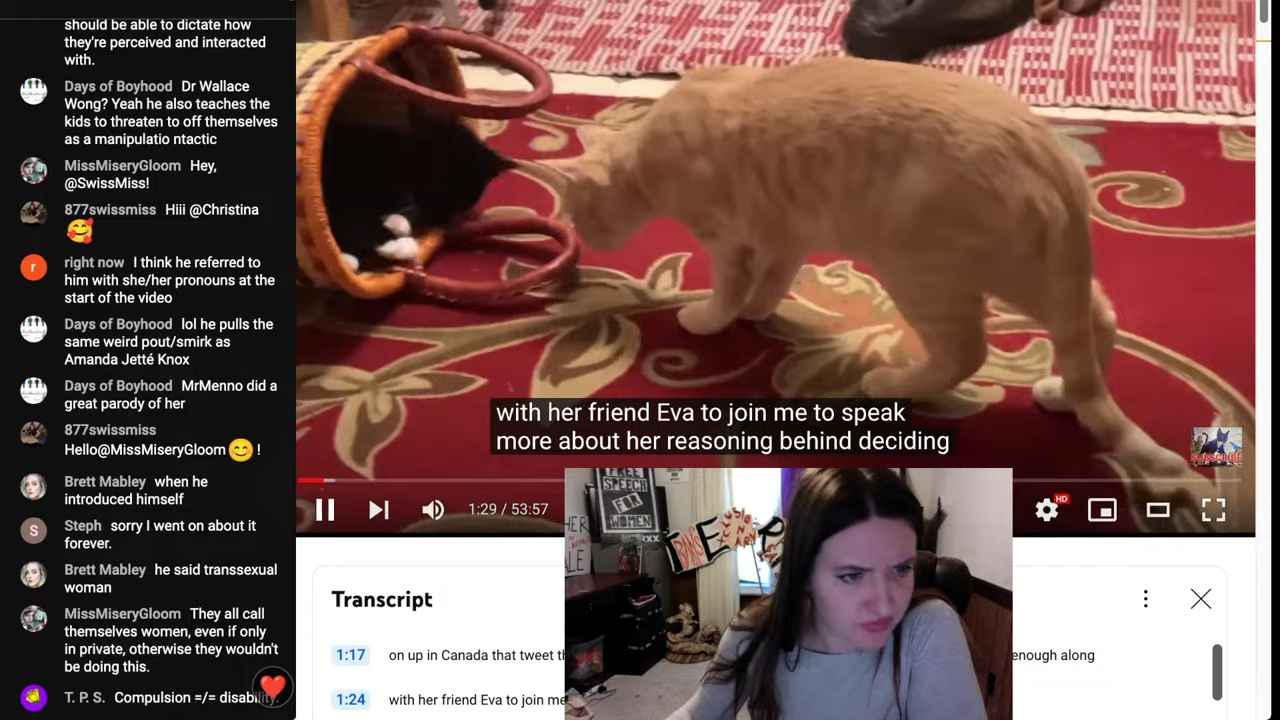 should be able to dictate how
they're perceived and interacted
with.
Days of Boyhood Dr Wallace
Wong? Yeah he also teaches the
kids to threaten to off themselves
as a manipulatio ntactic
MissMiseryGloom Hey,
@SwissMiss!
877swissmiss Hiii @Christina
🥰
right now I think he referred to
him with she/her pronouns at the
start of the video
Days of Boyhood lol he pulls the
same weird pout/smirk as
Amanda Jetté Knox
Days of Boyhood MrMenno did a
great parody of her
877swissmiss
Hello@MissMiseryGloom😊 !
Brett Mabley when he
introduced himself
Steph sorry I went on about it
forever.
Brett Mabley he said transsexual
woman
MissMiseryGloom They all call
themselves women, even if only
in private, otherwise they wouldn't
be doing this.
T. P. S. Compulsion =/= disabili
r
S
with her friend Eva to join me to speak
more about her reasoning behind deciding
SUBSCRIBE
1:29 / 53:57
HD
FREE
SPEECH
FOR
WOMEN
Transcript
1:17 on up in Canada that tweet th
enough along
1:24 with her friend Eva to join me